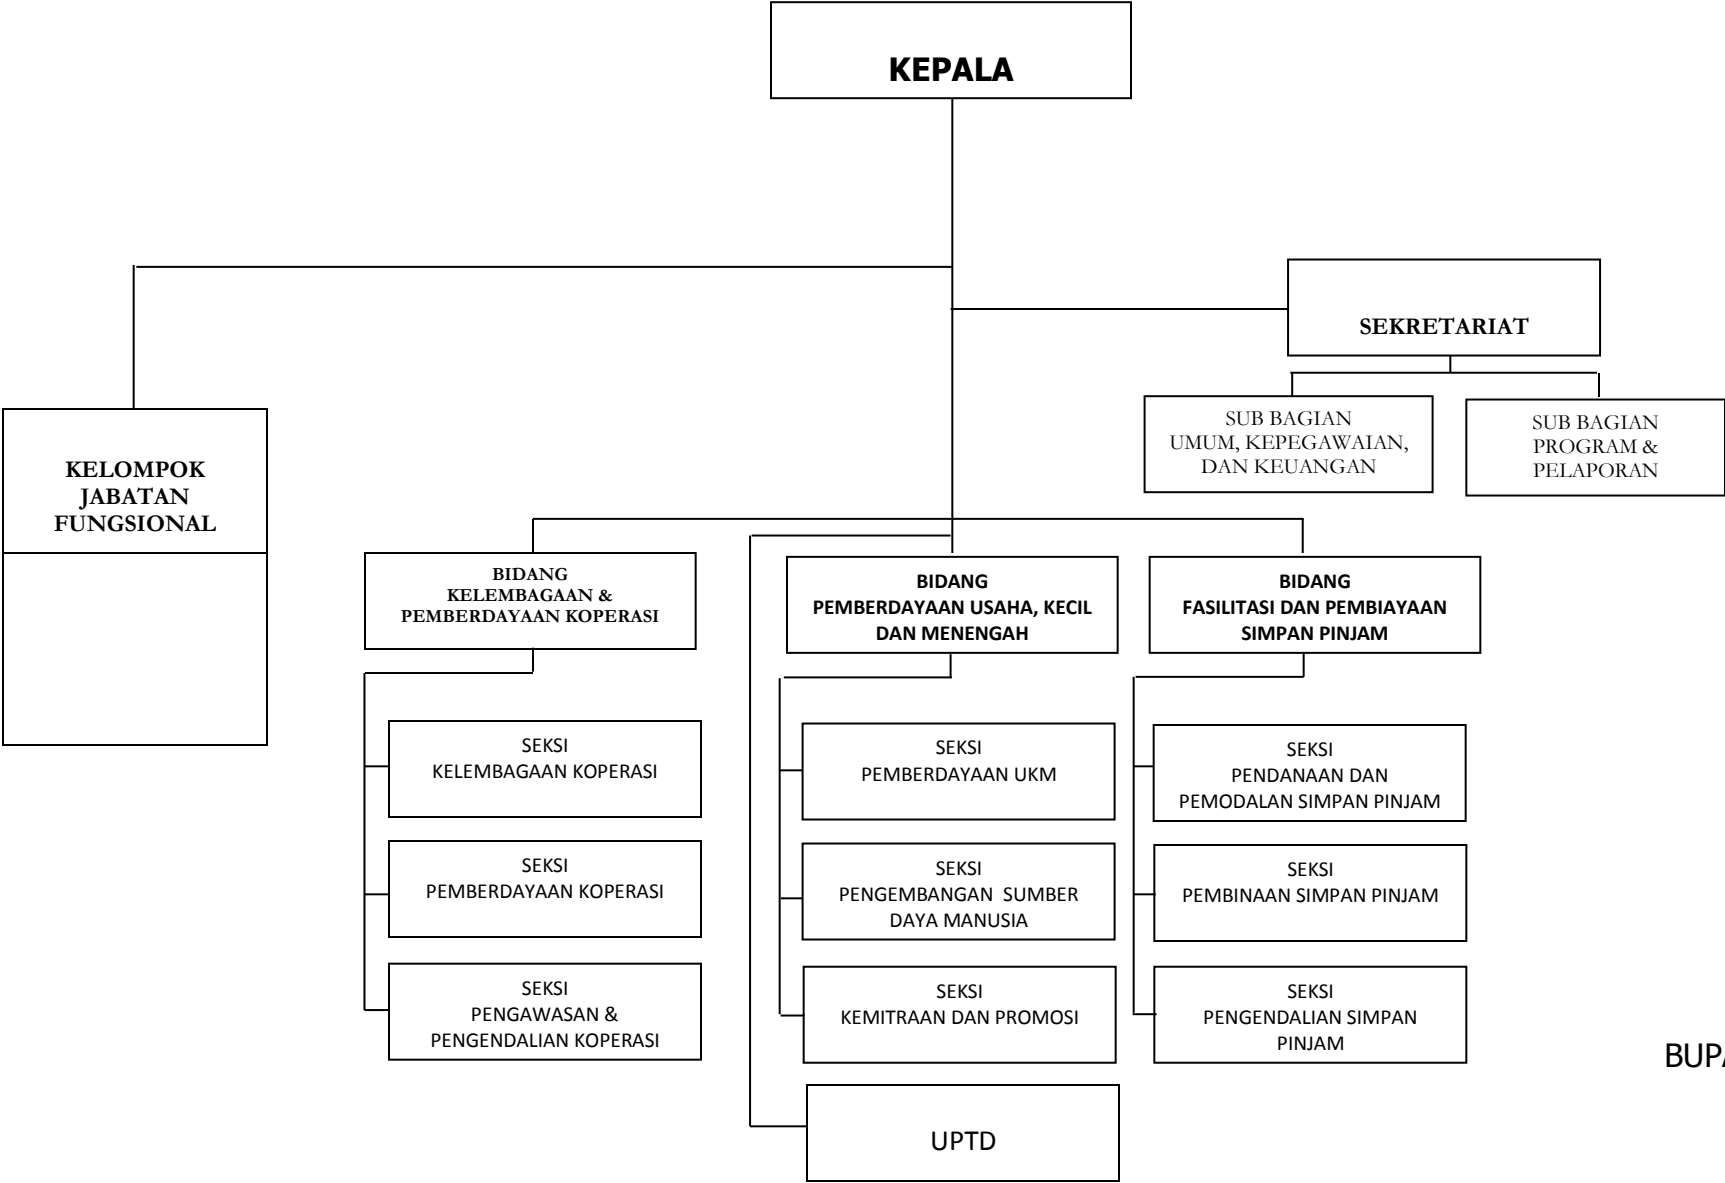 KEPALA
SEKRETARIAT
SUB BAGIAN
UMUM, KEPEGAWAIAN,
DAN KEUANGAN
SUB BAGIAN
PROGRAM &
PELAPORAN
KELOMPOK
JABATAN
FUNGSIONAL
BIDANG
KELEMBAGAAN &
PEMBERDAYAAN KOPERASI
BIDANG
PEMBERDAYAAN USAHA, KECIL
DAN MENENGAH
BIDANG
FASILITASI DAN PEMBIAYAAN
SIMPAN PINJAM
SEKSI
KELEMBAGAAN KOPERASI
SEKSI
PEMBERDAYAAN UKM
SEKSI
PENDANAAN DAN
PEMODALAN SIMPAN PINJAM
SEKSI
PEMBERDAYAAN KOPERASI
SEKSI
PENGEMBANGAN SUMBER
DAYA MANUSIA
SEKSI
PEMBINAAN SIMPAN PINJAM
SEKSI
PENGAWASAN &
PENGENDALIAN KOPERASI
SEKSI
KEMITRAAN DAN PROMOSI
SEKSI
PENGENDALIAN SIMPAN
PINJAM
UPTD